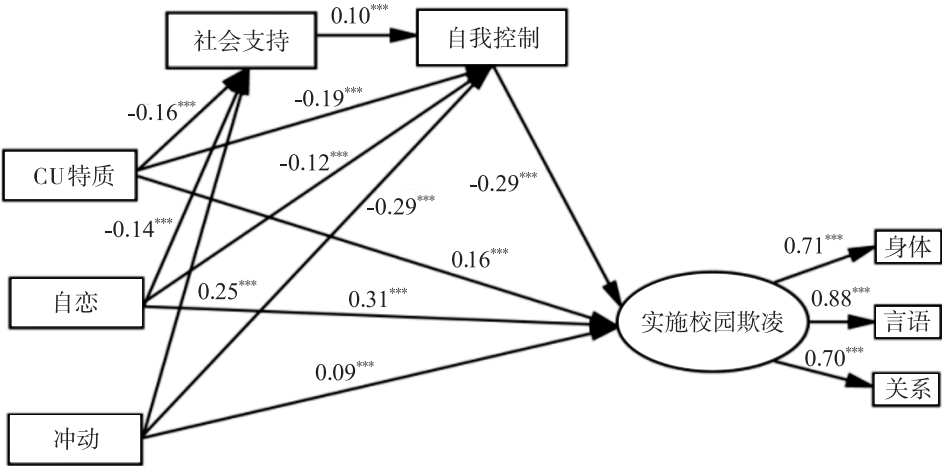 0.10***
社会支持
自我控制
-0.16***
-0.19***
CU特质
-0.12***
-0.29***
-0.29***
-0.14***
0.16***
0.71***
身体
自恋
0.25***
0.31***
0.88***
实施校园欺凌
言语
0.09***
0.70***
关系
冲动